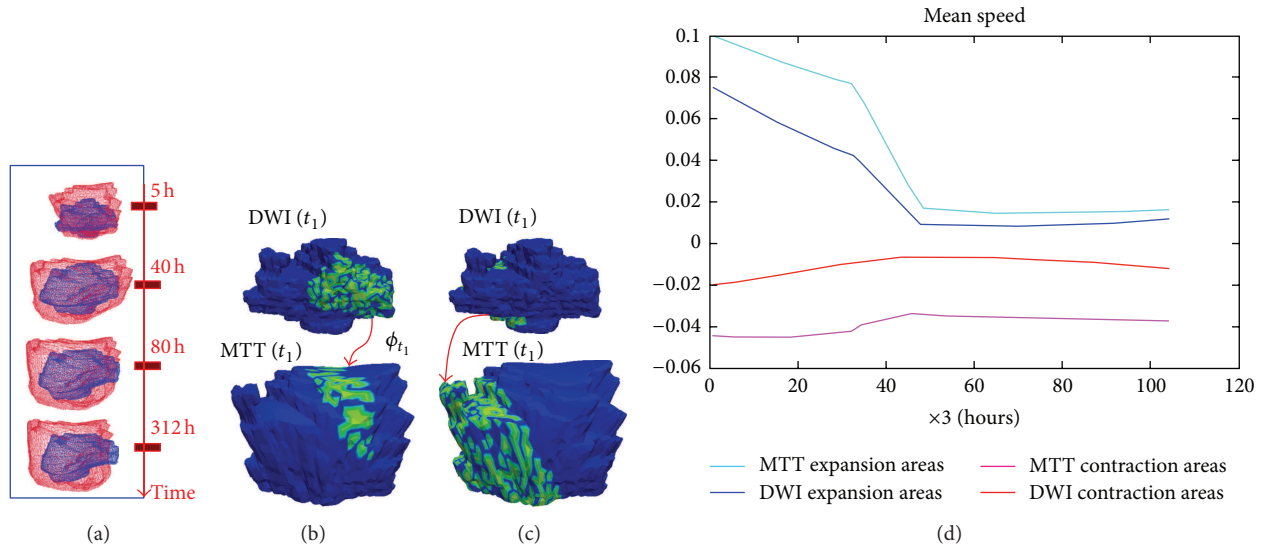 5 h
40 h
80 h
312 h
Time
(a)
DWI (t₁)
ϕt₁
MTT (t₁)
(b)
DWI (t₁)
MTT (t₁)
(c)
Mean speed
0.1
0.08
0.06
0.04
0.02
0
−0.02
−0.04
−0.06
0 20 40 60 80 100 120
×3 (hours)
MTT expansion areas
DWI expansion areas
MTT contraction areas
DWI contraction areas
(d)